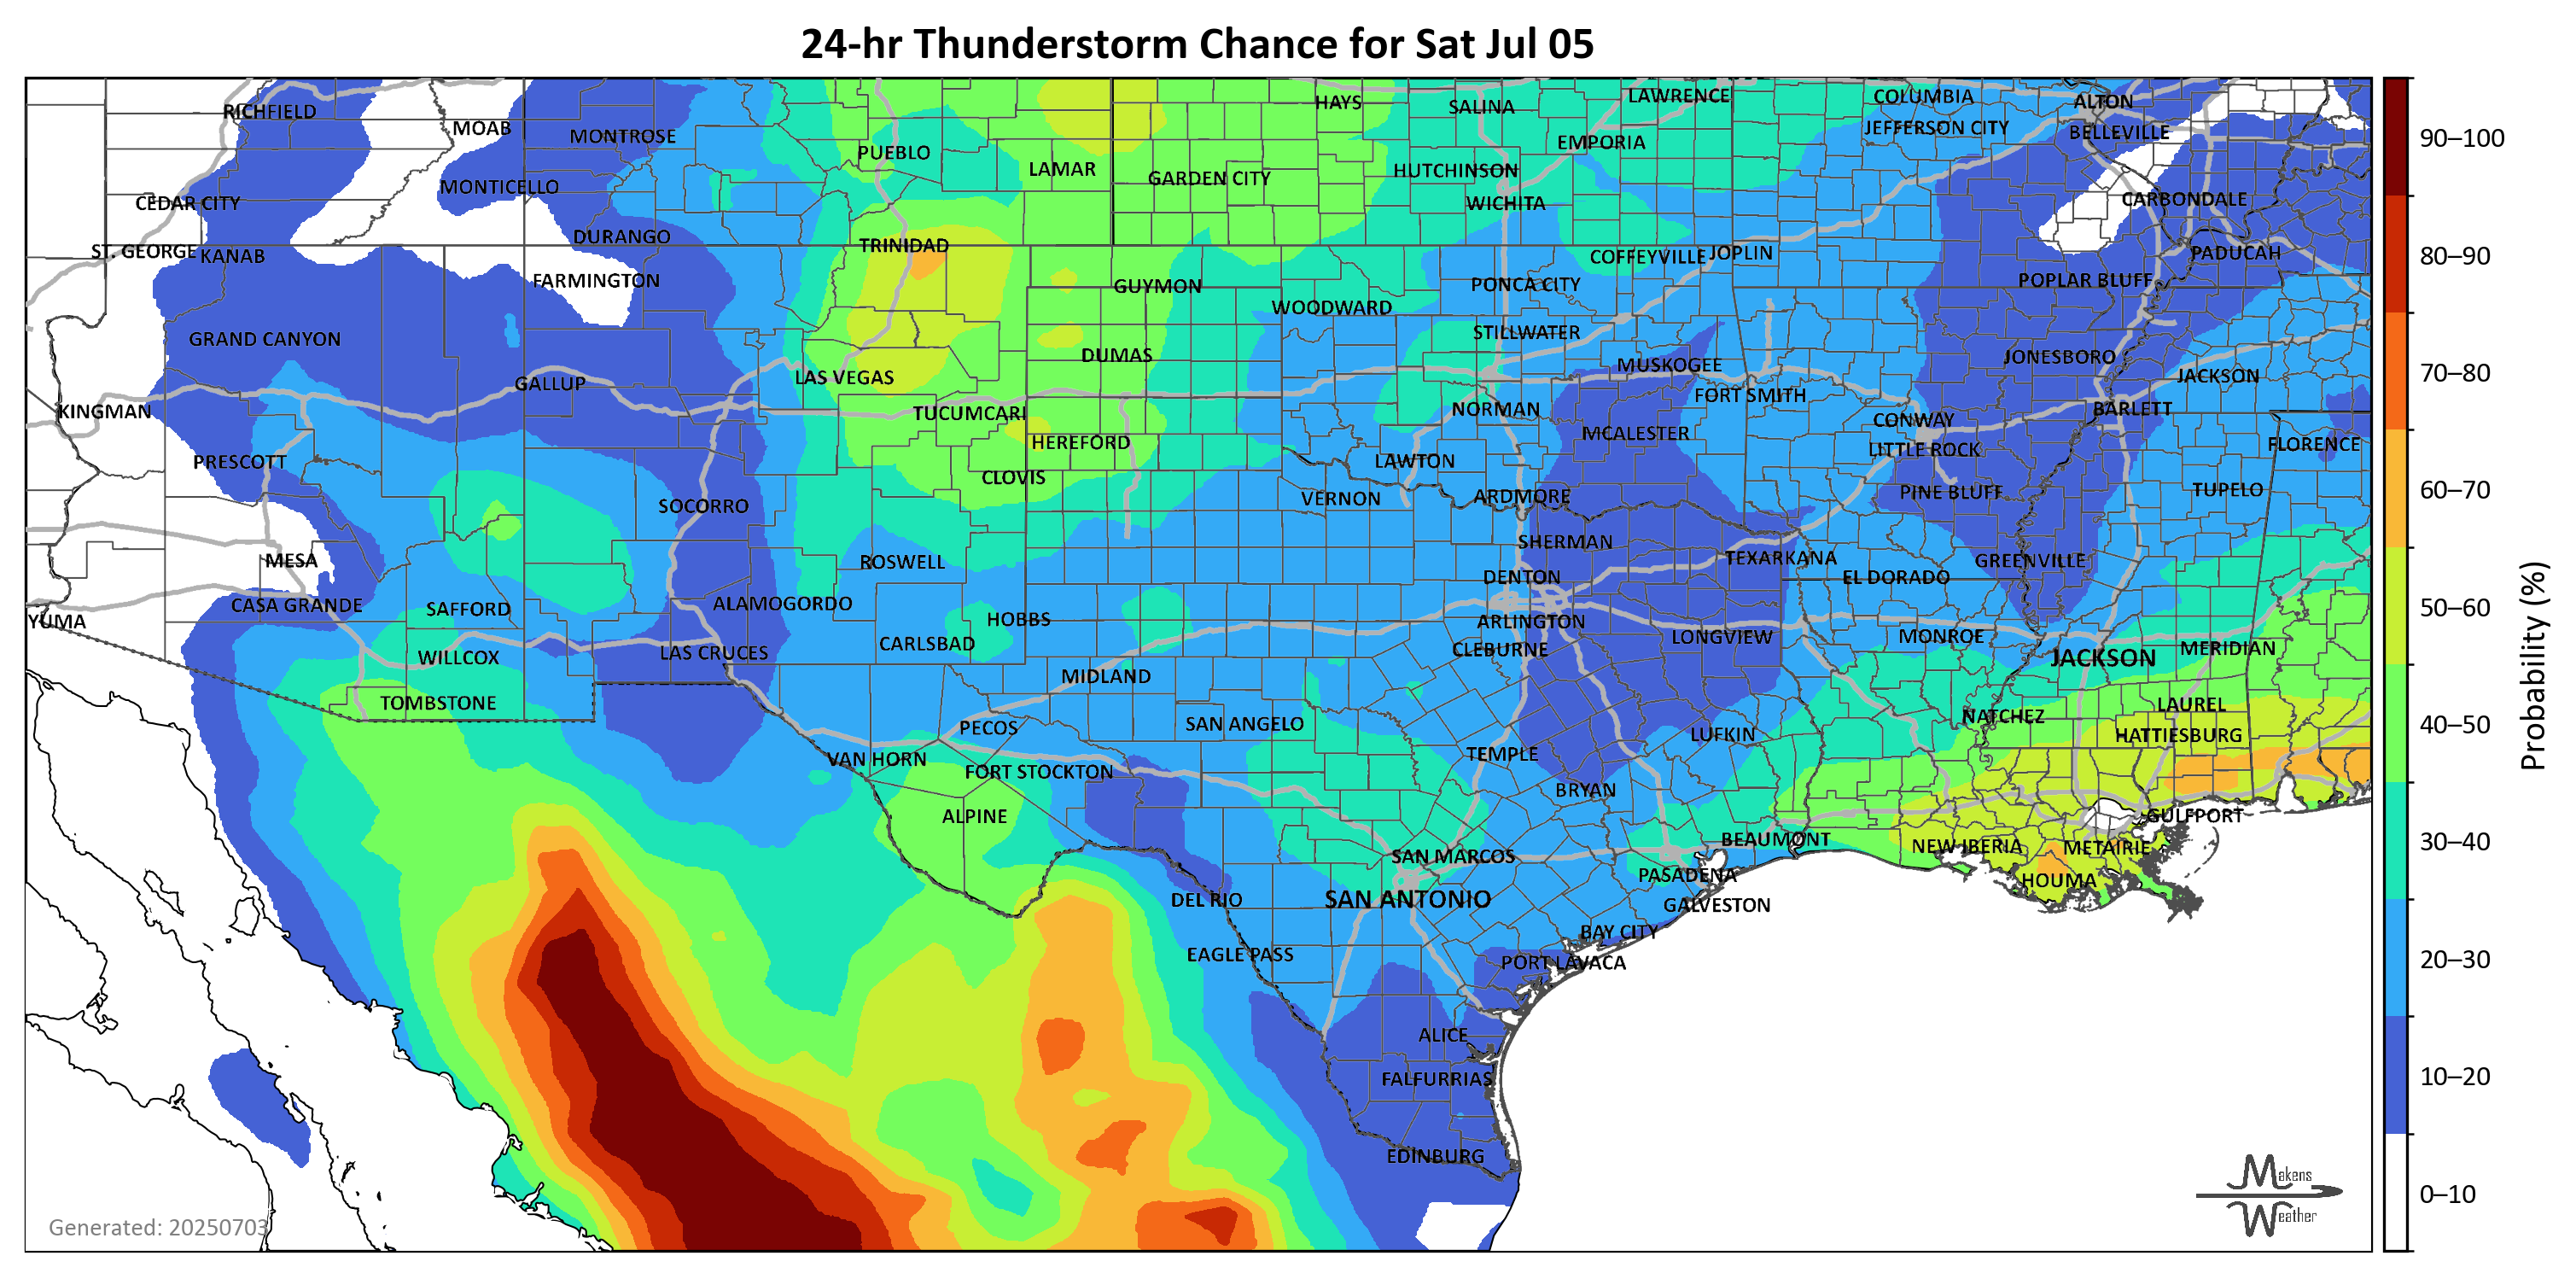 24-hr Thunderstorm Chance for Sat Jul 05
RICHFIELD
MOAB
MONTROSE
PUEBLO
LAMAR
HAYS
SALINA
LAWRENCE
COLUMBIA
ALTON
EMPORIA
JEFFERSON CITY
BELLEVILLE
MONTICELLO
GARDEN CITY
HUTCHINSON
CEDAR CITY
WICHITA
CARBONDALE
DURANGO
TRINIDAD
ST. GEORGE
KANAB
COFFEYVILLE
JOPLIN
PADUCAH
FARMINGTON
GUYMON
PONCA CITY
POPLAR BLUFF
WOODWARD
GRAND CANYON
STILLWATER
DUMAS
MUSKOGEE
JONESBORO
GALLUP
LAS VEGAS
JACKSON
KINGMAN
TUCUMCARI
NORMAN
FORT SMITH
BARLETT
CONWAY
HEREFORD
MCALESTER
LITTLE ROCK
FLORENCE
PRESCOTT
CLOVIS
LAWTON
SOCORRO
VERNON
ARDMORE
PINE BLUFF
TUPELO
MESA
ROSWELL
SHERMAN
TEXARKANA
GREENVILLE
CASA GRANDE
SAFFORD
ALAMOGORDO
DENTON
EL DORADO
YUMA
HOBBS
ARLINGTON
WILLCOX
LAS CRUCES
CARLSBAD
CLEBURNE
LONGVIEW
MONROE
JACKSON
MERIDIAN
TOMBSTONE
MIDLAND
PECOS
SAN ANGELO
NATCHEZ
LAUREL
VAN HORN
FORT STOCKTON
TEMPLE
LUFKIN
HATTIESBURG
ALPINE
BRYAN
GULFPORT
SAN MARCOS
BEAUMONT
NEW IBERIA
METAIRIE
DEL RIO
SAN ANTONIO
PASADENA
HOUMA
GALVESTON
EAGLE PASS
BAY CITY
PORT LAVACA
ALICE
FALFURRIAS
EDINBURG
Generated: 20250703
Makens
Weather
90–100
80–90
70–80
60–70
50–60
40–50
30–40
20–30
10–20
0–10
Probability (%)